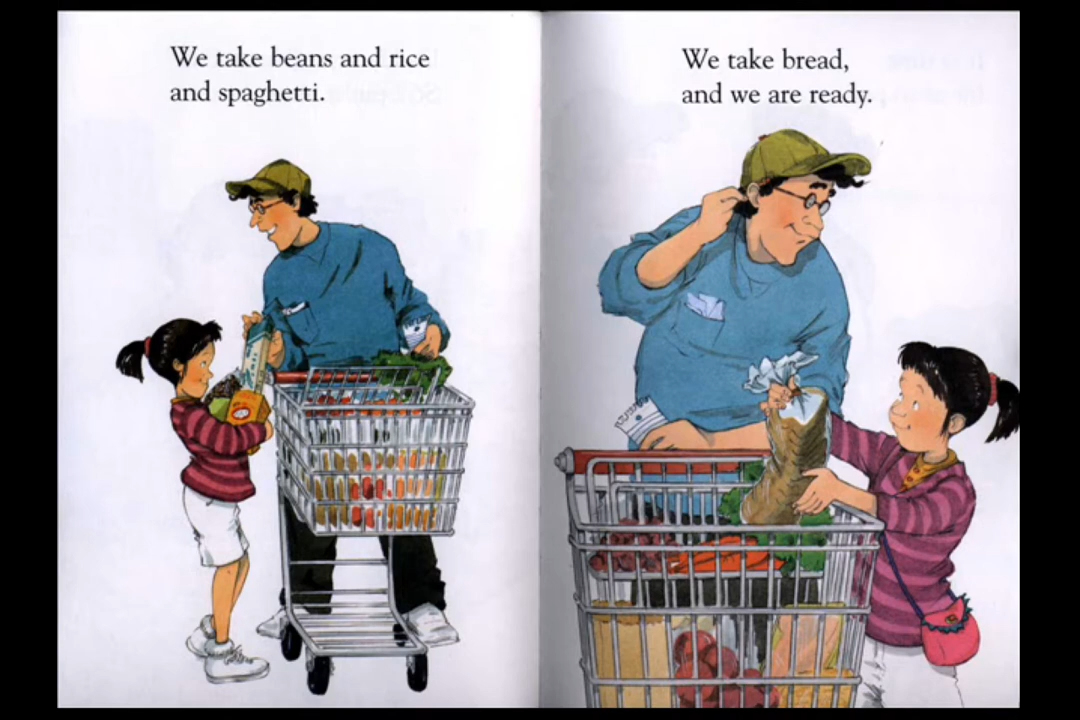 We take beans and rice
and spaghetti.
We take bread,
and we are ready.